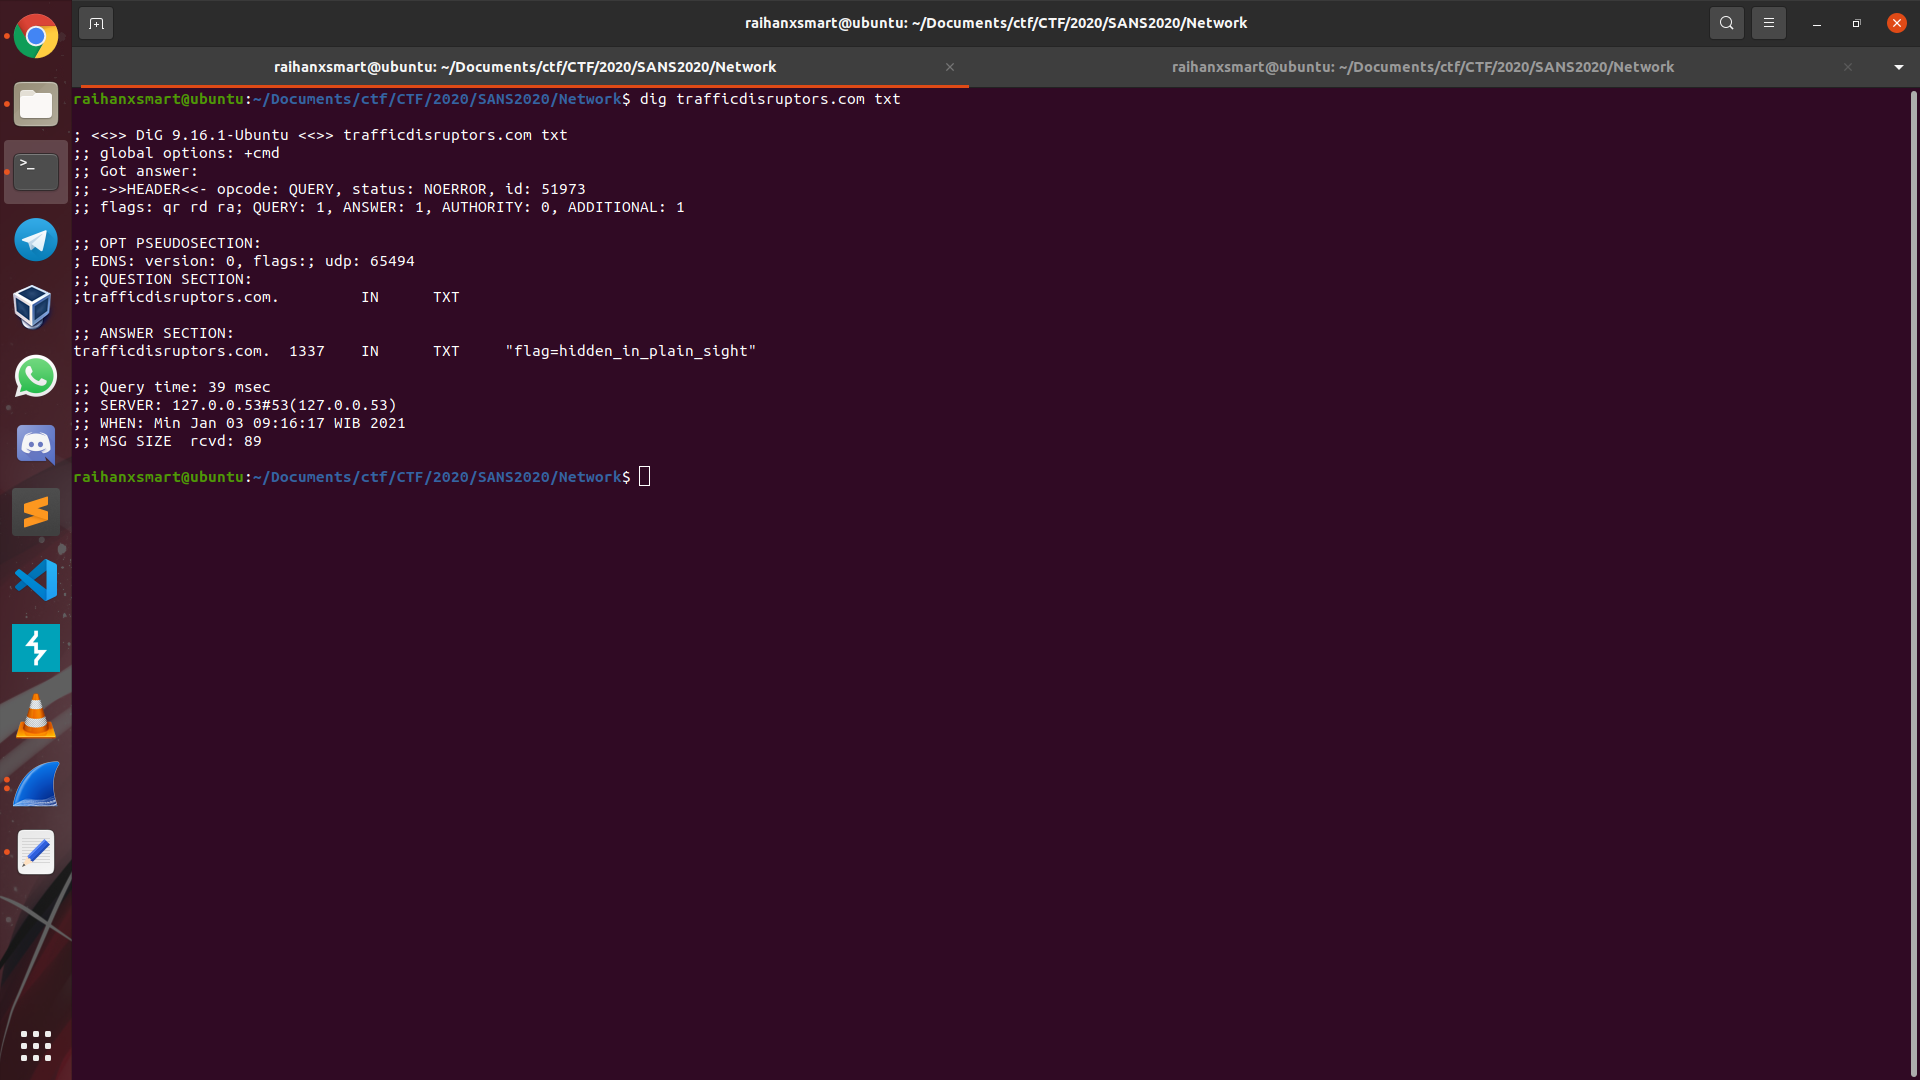 raihanxsmart@ubuntu: ~/Documents/ctf/CTF/2020/SANS2020/Network
raihanxsmart@ubuntu: ~/Documents/ctf/CTF/2020/SANS2020/Network
raihanxsmart@ubuntu: ~/Documents/ctf/CTF/2020/SANS2020/Network
raihanxsmart@ubuntu:~/Documents/ctf/CTF/2020/SANS2020/Network$ dig trafficdisruptors.com txt
; <<>> DiG 9.16.1-Ubuntu <<>> trafficdisruptors.com txt
;; global options: +cmd
;; Got answer:
;; ->>HEADER<<- opcode: QUERY, status: NOERROR, id: 51973
;; flags: qr rd ra; QUERY: 1, ANSWER: 1, AUTHORITY: 0, ADDITIONAL: 1
;; OPT PSEUDOSECTION:
; EDNS: version: 0, flags:; udp: 65494
;; QUESTION SECTION:
;trafficdisruptors.com. IN TXT
;; ANSWER SECTION:
trafficdisruptors.com. 1337 IN TXT "flag=hidden_in_plain_sight"
;; Query time: 39 msec
;; SERVER: 127.0.0.53#53(127.0.0.53)
;; WHEN: Min Jan 03 09:16:17 WIB 2021
;; MSG SIZE  rcvd: 89
raihanxsmart@ubuntu:~/Documents/ctf/CTF/2020/SANS2020/Network$